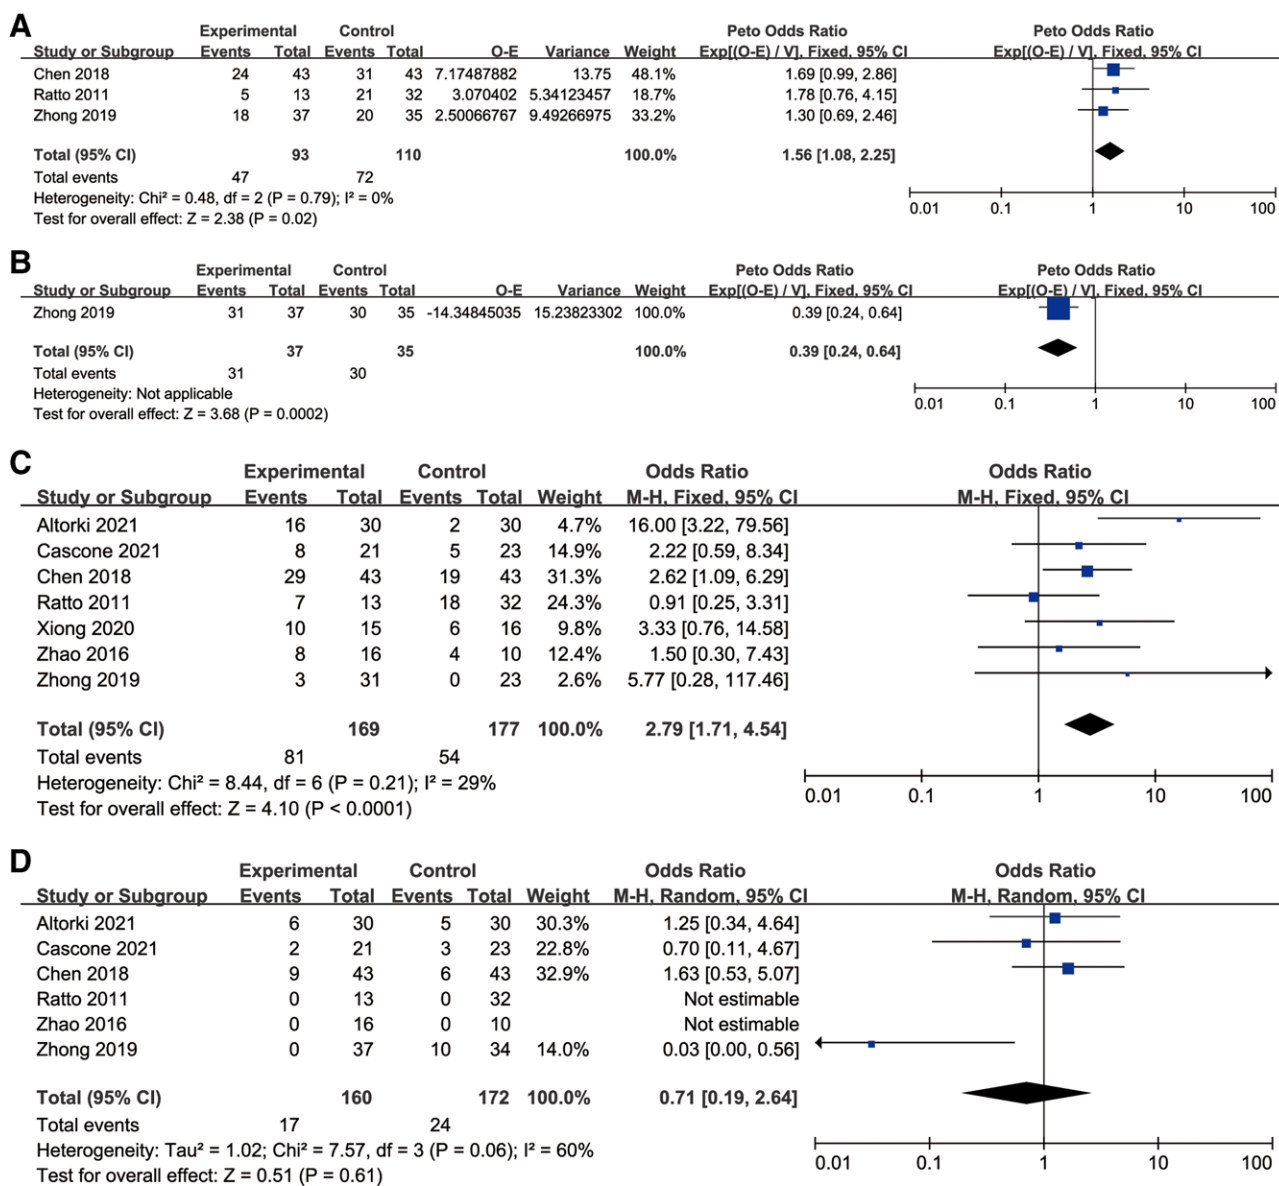 A
Experimental Control Peto Odds Ratio Peto Odds Ratio
Study or Subgroup Events Total Events Total O-E Variance Weight Exp[(O-E) / V], Fixed, 95% CI Exp[(O-E) / V], Fixed, 95% CI
Chen 2018 24 43 31 43 7.17487882 13.75 48.1% 1.69 [0.99, 2.86]
Ratto 2011 5 13 21 32 3.070402 5.34123457 18.7% 1.78 [0.76, 4.15]
Zhong 2019 18 37 20 35 2.50066767 9.49266975 33.2% 1.30 [0.69, 2.46]
Total (95% CI) 93 110 100.0% 1.56 [1.08, 2.25]
Total events 47 72
Heterogeneity: Chi² = 0.48, df = 2 (P = 0.79); I² = 0%
Test for overall effect: Z = 2.38 (P = 0.02)
0.01 0.1 1 10 100
B
Experimental Control Peto Odds Ratio Peto Odds Ratio
Study or Subgroup Events Total Events Total O-E Variance Weight Exp[(O-E) / V], Fixed, 95% CI Exp[(O-E) / V], Fixed, 95% CI
Zhong 2019 31 37 30 35 -14.34845035 15.23823302 100.0% 0.39 [0.24, 0.64]
Total (95% CI) 37 35 100.0% 0.39 [0.24, 0.64]
Total events 31 30
Heterogeneity: Not applicable
Test for overall effect: Z = 3.68 (P = 0.0002)
0.01 0.1 1 10 100
C
Experimental Control Odds Ratio Odds Ratio
Study or Subgroup Events Total Events Total Weight M-H, Fixed, 95% CI M-H, Fixed, 95% CI
Altorki 2021 16 30 2 30 4.7% 16.00 [3.22, 79.56]
Cascone 2021 8 21 5 23 14.9% 2.22 [0.59, 8.34]
Chen 2018 29 43 19 43 31.3% 2.62 [1.09, 6.29]
Ratto 2011 7 13 18 32 24.3% 0.91 [0.25, 3.31]
Xiong 2020 10 15 6 16 9.8% 3.33 [0.76, 14.58]
Zhao 2016 8 16 4 10 12.4% 1.50 [0.30, 7.43]
Zhong 2019 3 31 0 23 2.6% 5.77 [0.28, 117.46]
Total (95% CI) 169 177 100.0% 2.79 [1.71, 4.54]
Total events 81 54
Heterogeneity: Chi² = 8.44, df = 6 (P = 0.21); I² = 29%
Test for overall effect: Z = 4.10 (P < 0.0001)
0.01 0.1 1 10 100
D
Experimental Control Odds Ratio Odds Ratio
Study or Subgroup Events Total Events Total Weight M-H, Random, 95% CI M-H, Random, 95% CI
Altorki 2021 6 30 5 30 30.3% 1.25 [0.34, 4.64]
Cascone 2021 2 21 3 23 22.8% 0.70 [0.11, 4.67]
Chen 2018 9 43 6 43 32.9% 1.63 [0.53, 5.07]
Ratto 2011 0 13 0 32 Not estimable
Zhao 2016 0 16 0 10 Not estimable
Zhong 2019 0 37 10 34 14.0% 0.03 [0.00, 0.56]
Total (95% CI) 160 172 100.0% 0.71 [0.19, 2.64]
Total events 17 24
Heterogeneity: Tau² = 1.02; Chi² = 7.57, df = 3 (P = 0.06); I² = 60%
Test for overall effect: Z = 0.51 (P = 0.61)
0.01 0.1 1 10 100